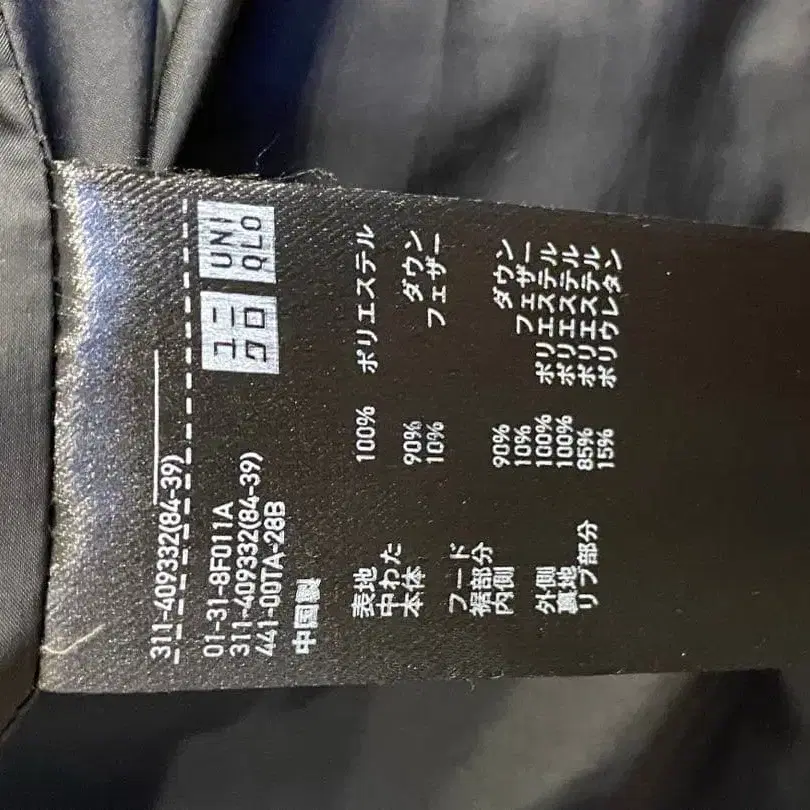 311-409332(84-39)
ユニ
クロ
UNI
QLO
01-31-8F011A
311-409332(84-39)
441-00TA-28B
中国製
表地 100% ポリエステル
中わた
本体 90% ダウン
10% フェザー
フード
裾部分
内側 90% ダウン
10% フェザー
外側 100% ポリエステル
裏地 100% ポリエステル
リブ部分 85% ポリエステル
15% ポリウレタン